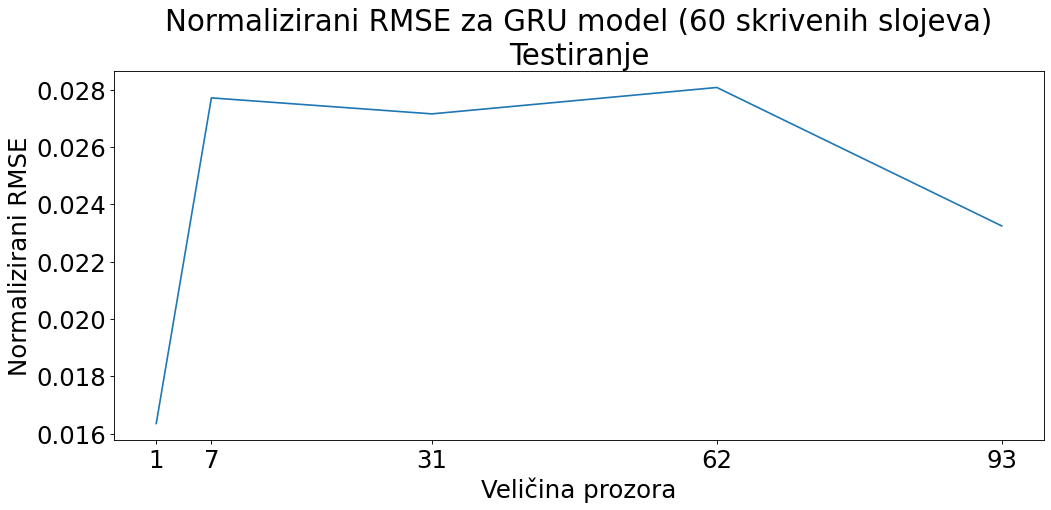 Normalizirani RMSE za GRU model (60 skrivenih slojeva)
Testiranje
Normalizirani RMSE
0.028
0.026
0.024
0.022
0.020
0.018
0.016
1 7 31 62 93
Veličina prozora